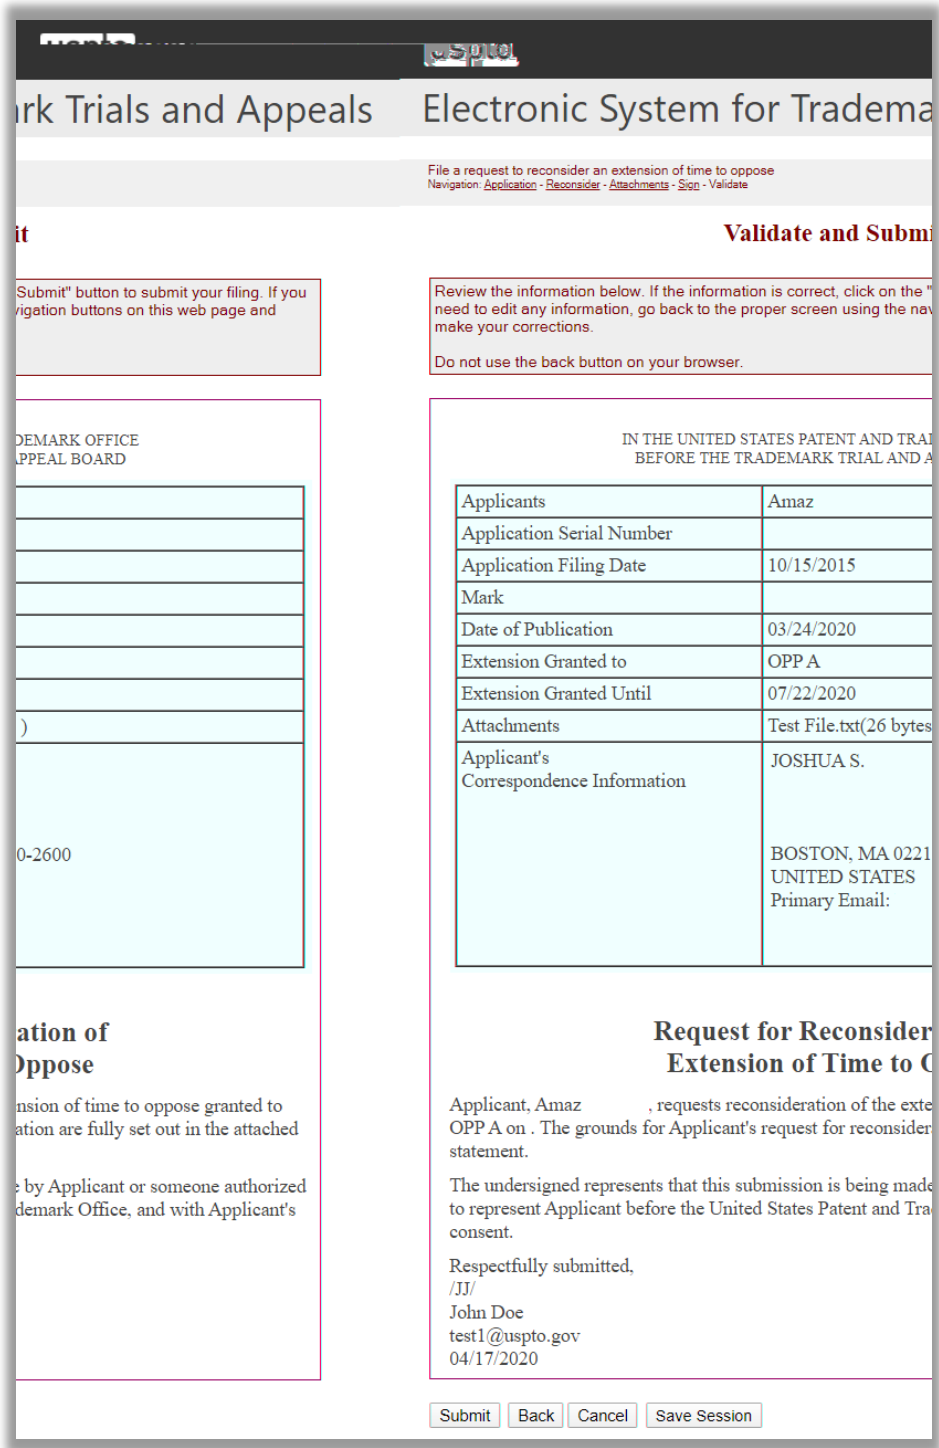 rk Trials and Appeals
it
Submit" button to submit your filing. If you
vigation buttons on this web page and
DEMARK OFFICE
APPEAL BOARD
)
0-2600
ation of
Oppose
nsion of time to oppose granted to
ation are fully set out in the attached
e by Applicant or someone authorized
demark Office, and with Applicant's
uspto
Electronic System for Tradema
File a request to reconsider an extension of time to oppose
Navigation: Application - Reconsider - Attachments - Sign - Validate
Validate and Submi
Review the information below. If the information is correct, click on the "
need to edit any information, go back to the proper screen using the nav
make your corrections.
Do not use the back button on your browser.
IN THE UNITED STATES PATENT AND TRAD
BEFORE THE TRADEMARK TRIAL AND A
Applicants Amaz
Application Serial Number
Application Filing Date 10/15/2015
Mark
Date of Publication 03/24/2020
Extension Granted to OPP A
Extension Granted Until 07/22/2020
Attachments Test File.txt(26 bytes
Applicant's
Correspondence Information
JOSHUA S.
BOSTON, MA 0221
UNITED STATES
Primary Email:
Request for Reconsider
Extension of Time to O
Applicant, Amaz , requests reconsideration of the exte
OPP A on . The grounds for Applicant's request for reconsider
statement.
The undersigned represents that this submission is being made
to represent Applicant before the United States Patent and Tra
consent.
Respectfully submitted,
/JJ/
John Doe
test1@uspto.gov
04/17/2020
Submit Back Cancel Save Session